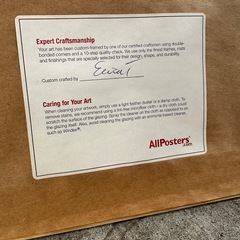 Expert Craftsmanship
Your art has been custom-framed by one of our certified craftsmen using double-
bonded corners and a 10-step quality check. We use only the finest frames, mats
and finishings that are specially selected for their design, shape, and durability.
Custom crafted by Erica T
Caring for Your Art
When cleaning your artwork, simply use a light feather duster or a damp cloth. To
remove stains, we recommend using a lint-free microfiber cloth - a dry cloth could
scratch the surface of the glazing. Spray the cleaner on the cloth as opposed to on
the glazing itself. Also, avoid cleaning the glazing with an ammonia-based cleaner,
such as Windex®.
AllPosters®
.com